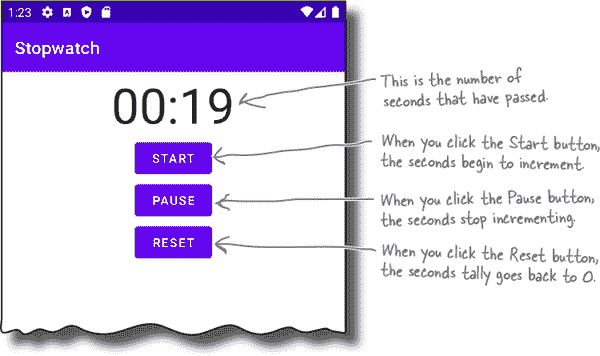 1:23
Stopwatch
00:19
This is the number of
seconds that have passed.
START
When you click the Start button,
the seconds begin to increment.
PAUSE
When you click the Pause button,
the seconds stop incrementing.
RESET
When you click the Reset button,
the seconds tally goes back to 0.